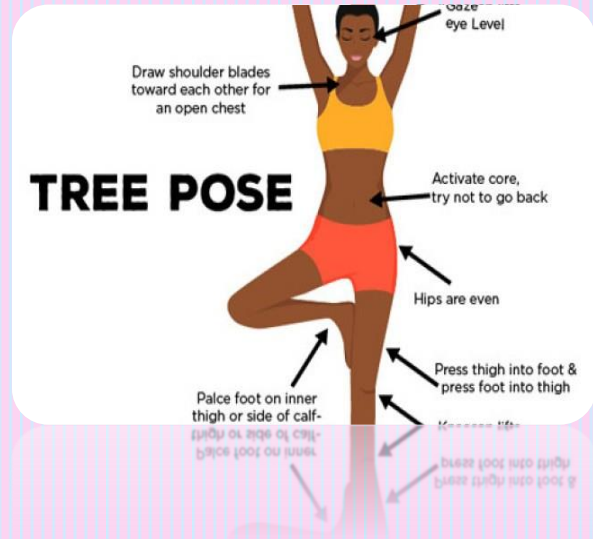 eye Level
Draw shoulder blades
toward each other for
an open chest
TREE POSE
Activate core,
try not to go back
Hips are even
Press thigh into foot &
press foot into thigh
Palce foot on inner
thigh or side of calf-